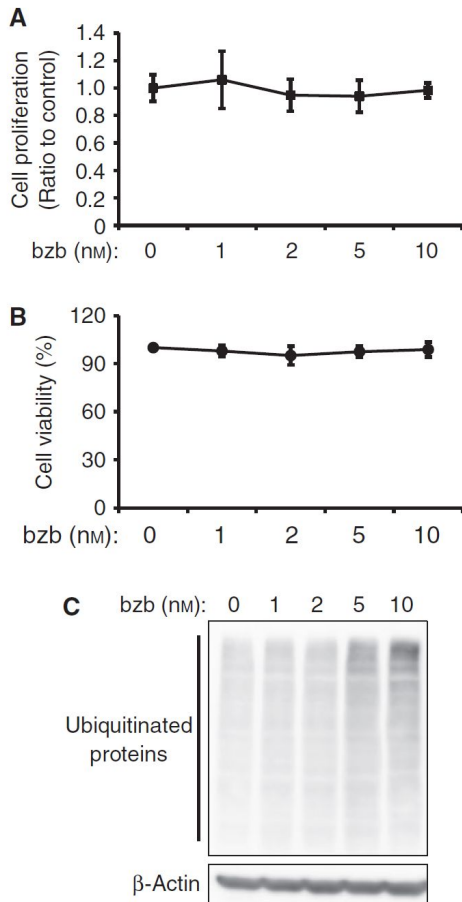 A
Cell proliferation
(Ratio to control)
1.4
1.2
1.0
0.8
0.6
0.4
0.2
0
bzb (nM): 0 1 2 5 10
B
Cell viability (%)
120
90
60
30
0
bzb (nM): 0 1 2 5 10
C
bzb (nM): 0 1 2 5 10
Ubiquitinated
proteins
β-Actin